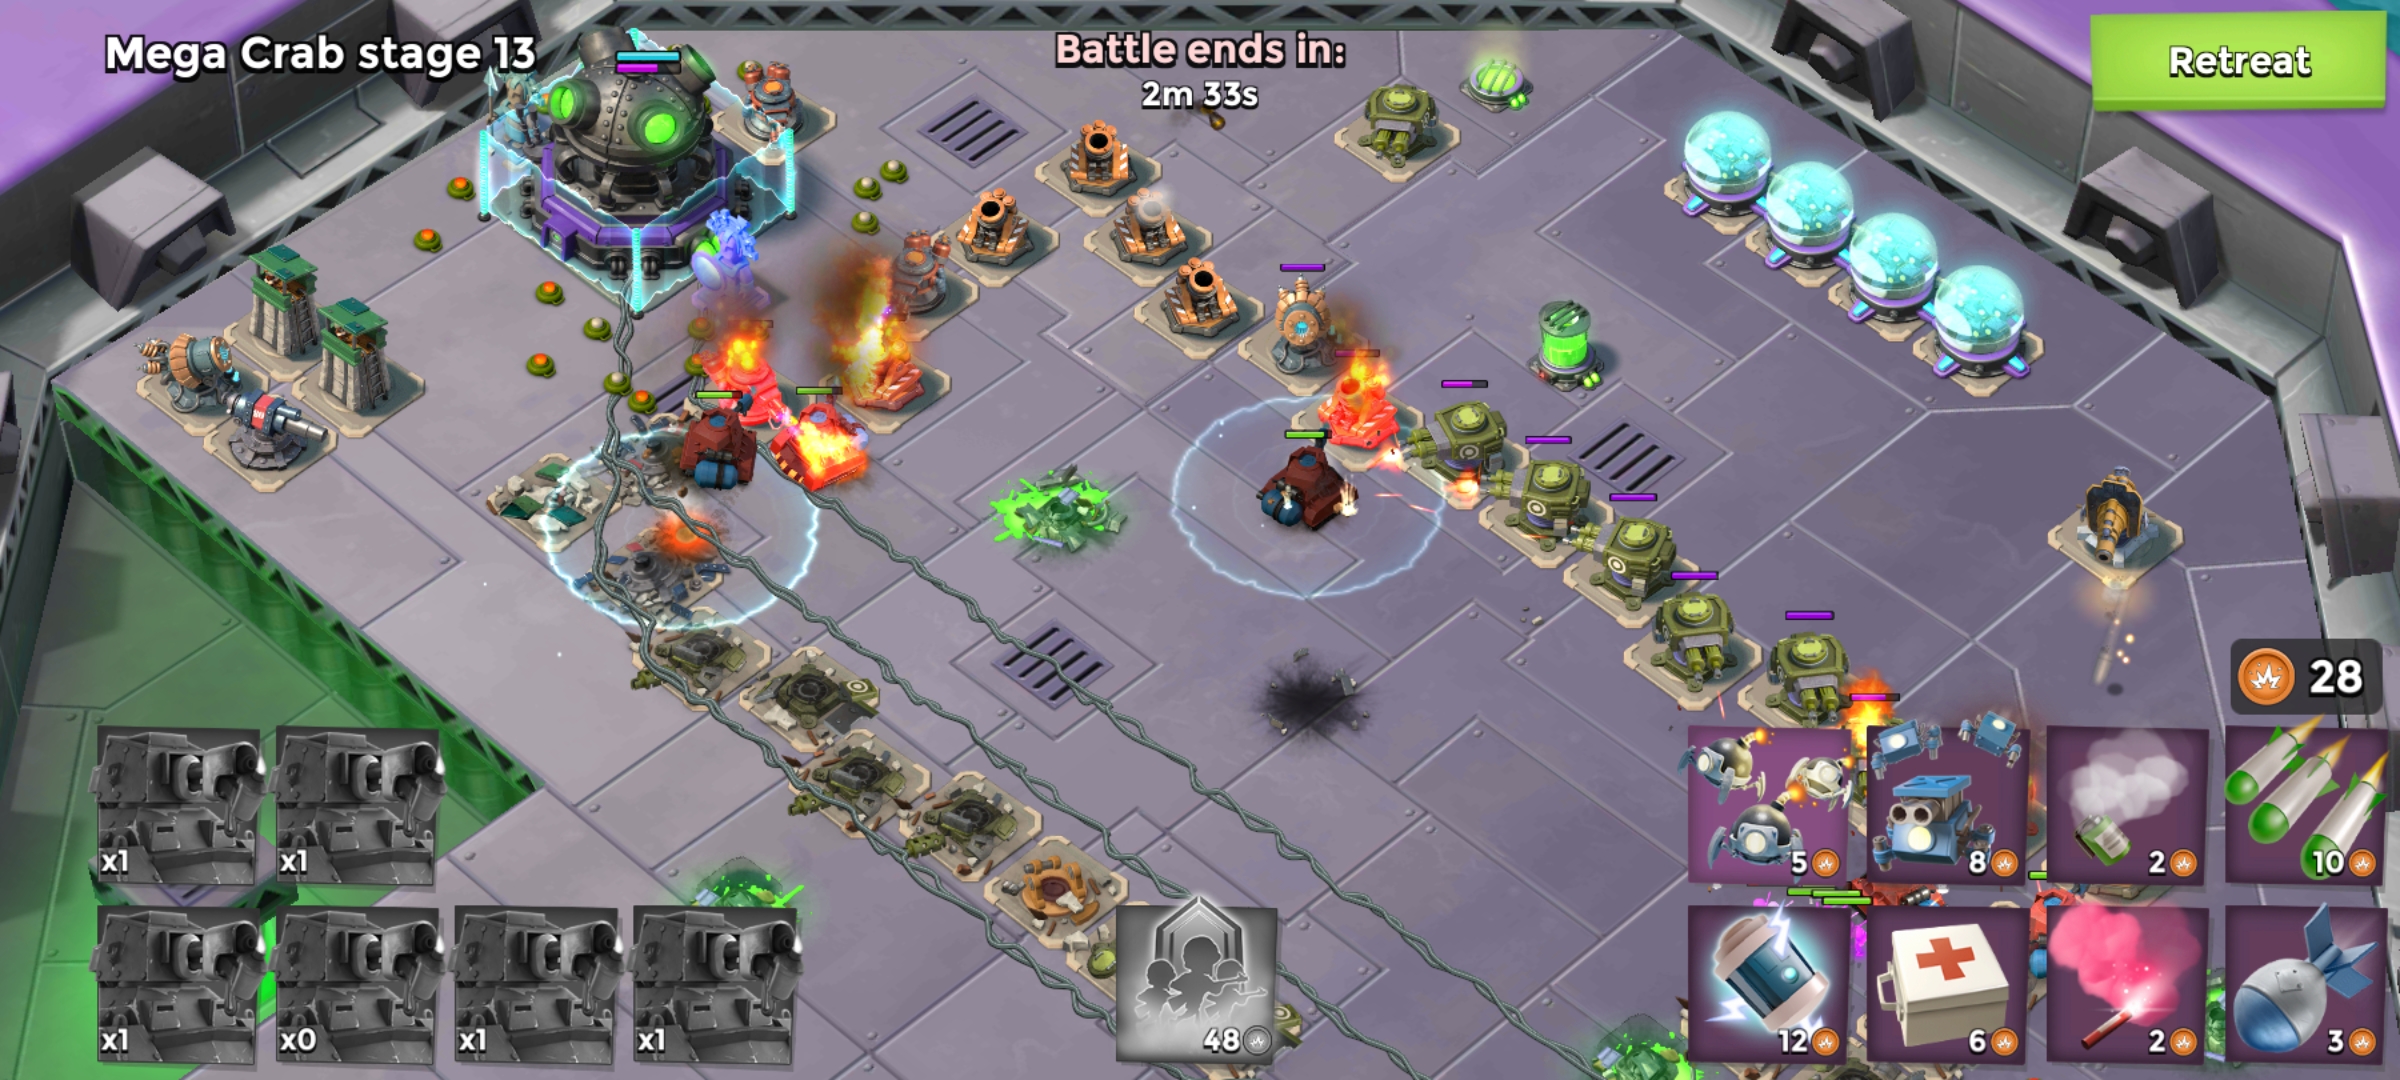 Mega Crab stage 13
Battle ends in:
2m 33s
Retreat
28
x1
x1
5
8
2
10
x1
x0
x1
x1
48
12
6
2
3